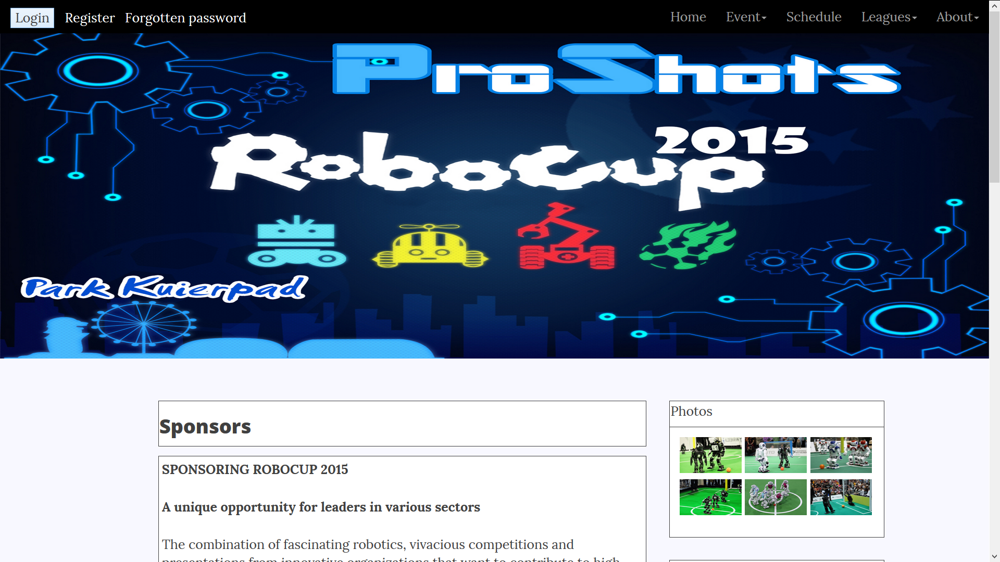 Login Register Forgotten password Home Event Schedule Leagues About
ProShots
RoboCup 2015
Park Kuierpad
Sponsors
SPONSORING ROBOCUP 2015
A unique opportunity for leaders in various sectors
The combination of fascinating robotics, vivacious competitions and
presentations from innovative organizations that want to contribute to high
Photos